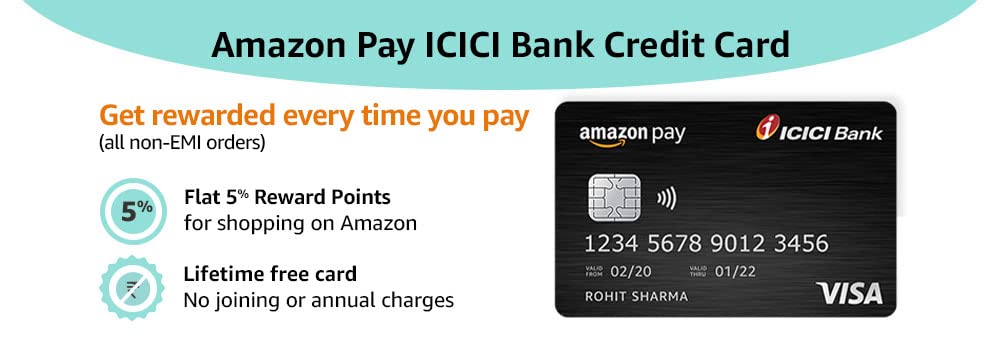 Amazon Pay ICICI Bank Credit Card
Get rewarded every time you pay
(all non-EMI orders)
5%
Flat 5% Reward Points
for shopping on Amazon
₹
Lifetime free card
No joining or annual charges
amazon pay
i ICICI Bank
1234 5678 9012 3456
VALID FROM 02/20 VALID THRU 01/22
ROHIT SHARMA
VISA